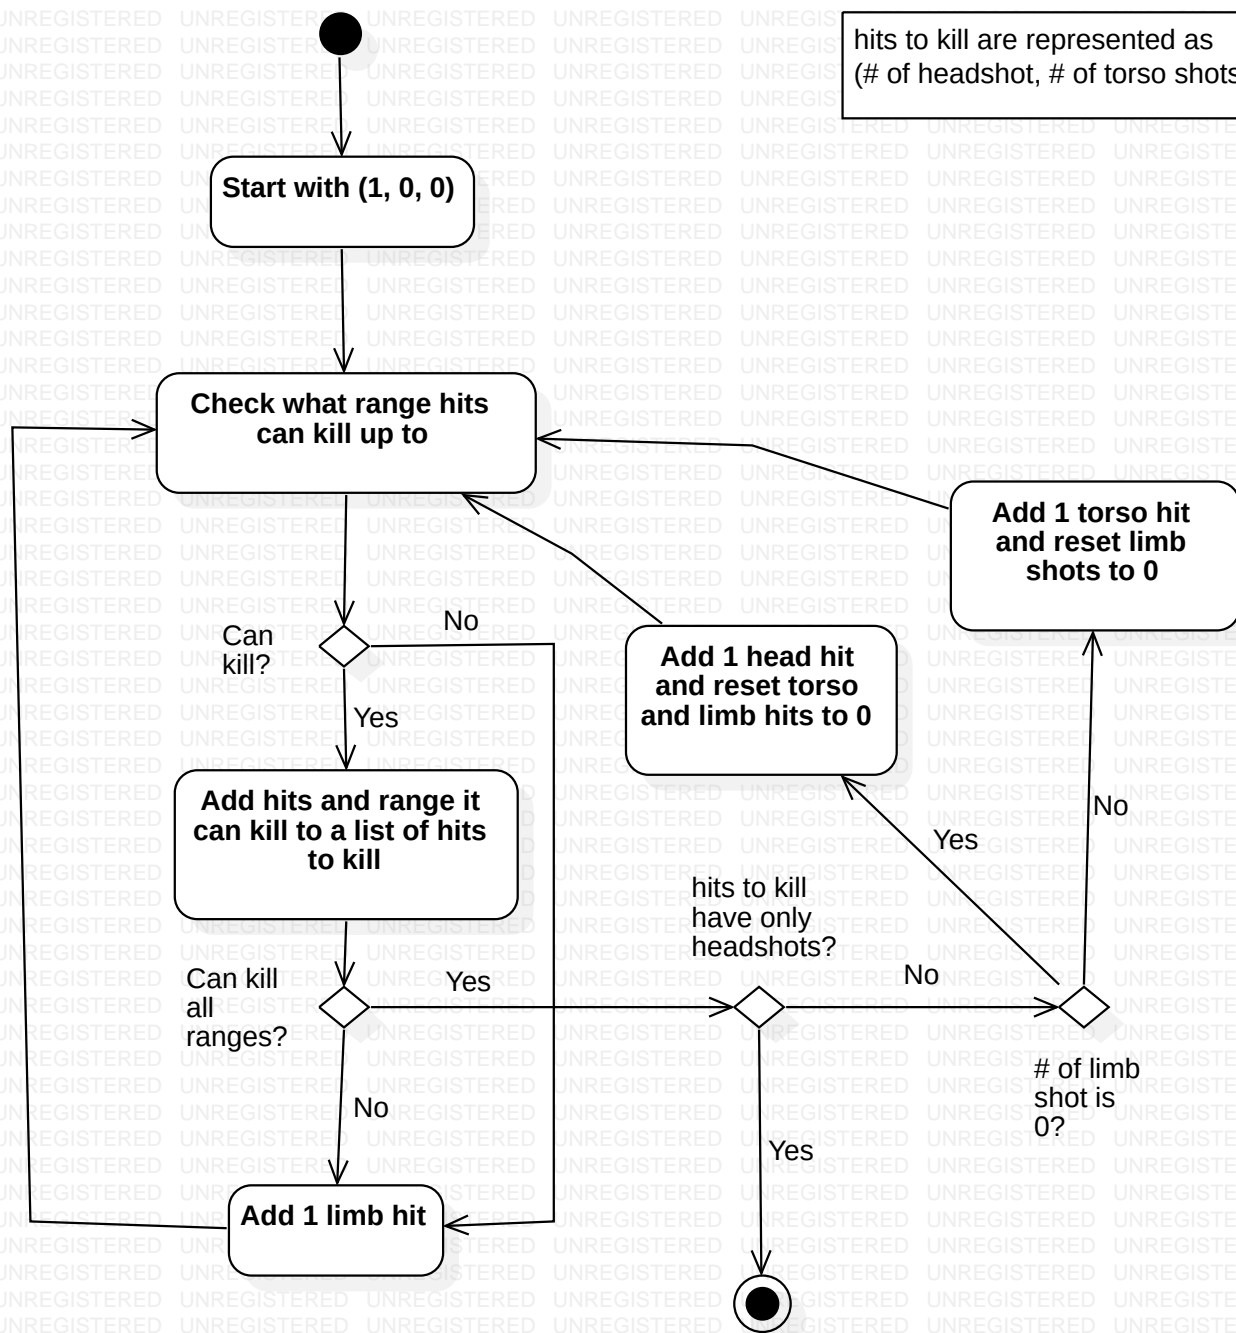 hits to kill are represented as
(# of headshot, # of torso shots
Start with (1, 0, 0)
Check what range hits
can kill up to
Add 1 torso hit
and reset limb
shots to 0
Can
kill?
No
Add 1 head hit
and reset torso
and limb hits to 0
Yes
Add hits and range it
can kill to a list of hits
to kill
No
Yes
hits to kill
have only
headshots?
Can kill
all
ranges?
Yes
No
# of limb
shot is
0?
No
Yes
Add 1 limb hit
UNREGISTERED